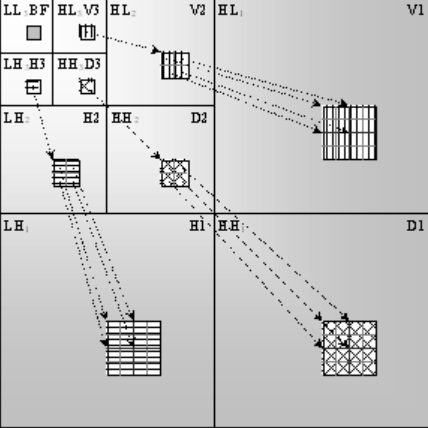 LL₃ BF HL₃ V3 HL₂ V2 HL₁ V1
LH₃ H3 HH₃ D3
LH₂ H2 HH₂ D2
LH₁ H1 HH₁ D1